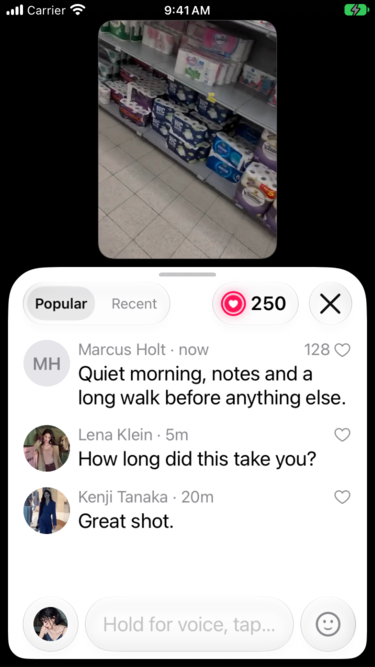 Carrier
9:41 AM
Popular
Recent
250
MH
Marcus Holt · now
128
Quiet morning, notes and a
long walk before anything else.
Lena Klein · 5m
How long did this take you?
Kenji Tanaka · 20m
Great shot.
Hold for voice, tap...